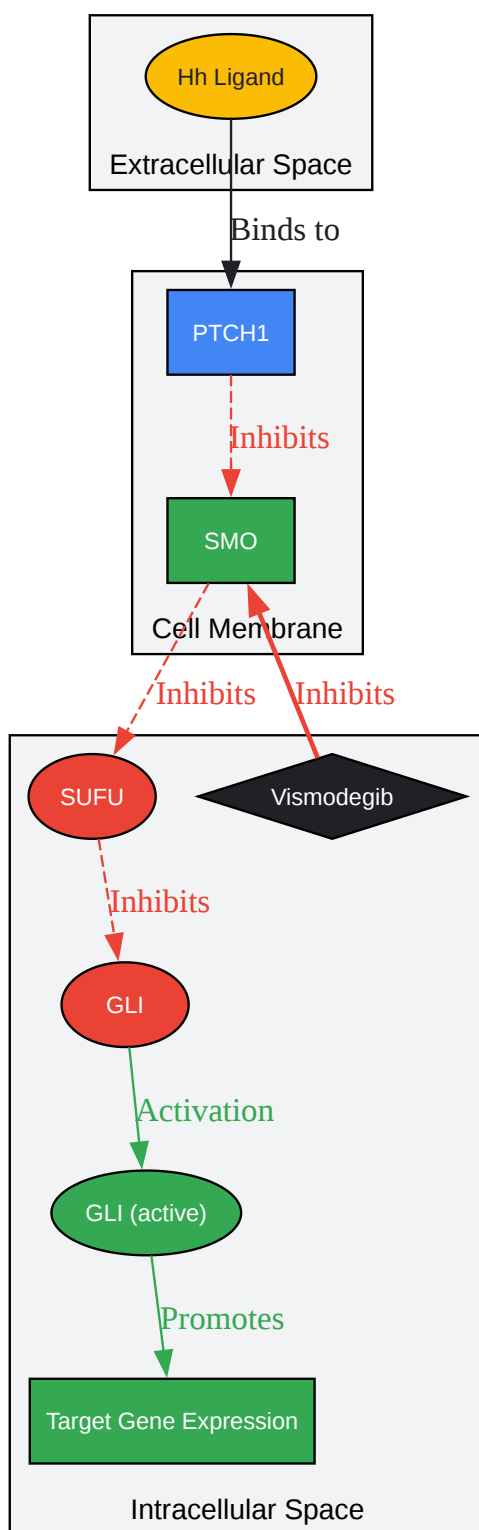 Hh Ligand
Extracellular Space
Binds to
PTCH1
Inhibits
SMO
Cell Membrane
Inhibits
Inhibits
SUFU
Vismodegib
Inhibits
GLI
Activation
GLI (active)
Promotes
Target Gene Expression
Intracellular Space